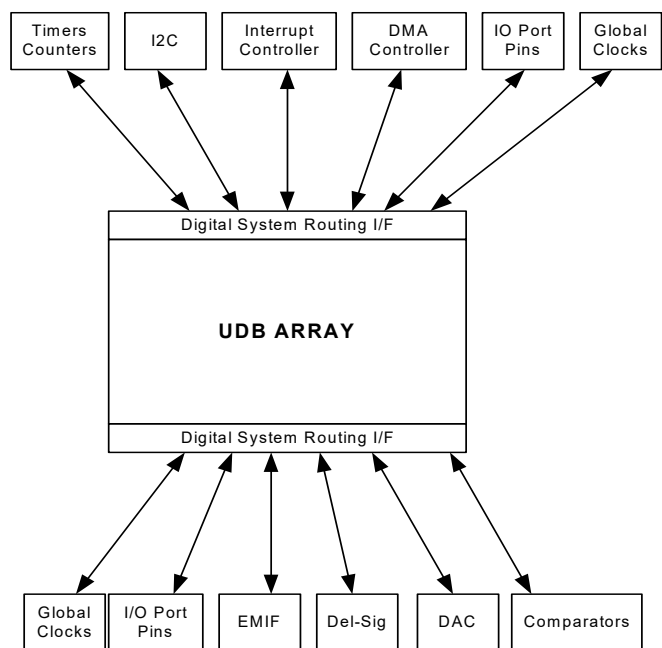 Timers
Counters
I2C
Interrupt
Controller
DMA
Controller
IO Port
Pins
Global
Clocks
Digital System Routing I/F
UDB ARRAY
Digital System Routing I/F
Global
Clocks
I/O Port
Pins
EMIF
Del-Sig
DAC
Comparators